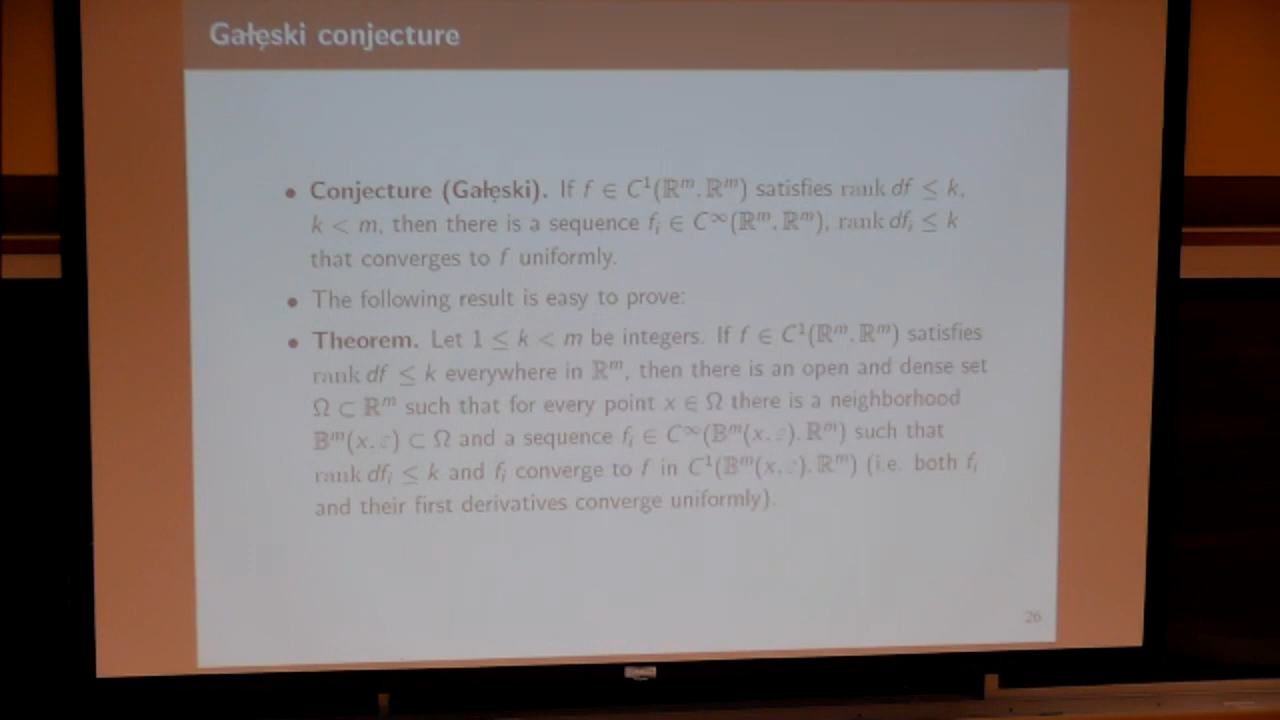 Gałęski conjecture
• Conjecture (Gałęski). If f ∈ C¹(ℝᵐ, ℝᵐ) satisfies rank df ≤ k,
k < m, then there is a sequence fᵢ ∈ C^∞(ℝᵐ, ℝᵐ), rank dfᵢ ≤ k
that converges to f uniformly.
• The following result is easy to prove:
• Theorem. Let 1 ≤ k < m be integers. If f ∈ C¹(ℝᵐ, ℝᵐ) satisfies
rank df ≤ k everywhere in ℝᵐ, then there is an open and dense set
Ω ⊂ ℝᵐ such that for every point x ∈ Ω there is a neighborhood
𝔹ᵐ(x, ε) ⊂ Ω and a sequence fᵢ ∈ C^∞(𝔹ᵐ(x, ε), ℝᵐ) such that
rank dfᵢ ≤ k and fᵢ converge to f in C¹(𝔹ᵐ(x, ε), ℝᵐ) (i.e. both fᵢ
and their first derivatives converge uniformly).
26